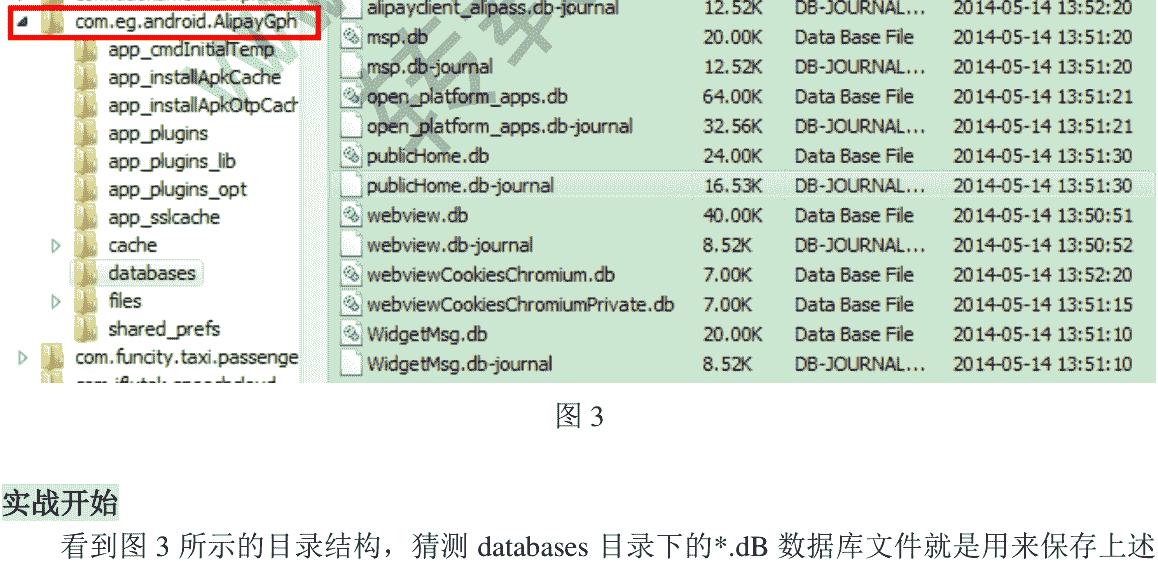 com.eg.android.AlipayGph
app_cmdInitialTemp
app_installApkCache
app_installApkOtpCach
app_plugins
app_plugins_lib
app_plugins_opt
app_sslcache
cache
databases
files
shared_prefs
com.funcity.taxi.passenge
alipayclient_alipass.db-journal 12.52K DB-JOURNAL... 2014-05-14 13:52:20
msp.db 20.00K Data Base File 2014-05-14 13:51:20
msp.db-journal 12.52K DB-JOURNAL... 2014-05-14 13:51:20
open_platform_apps.db 64.00K Data Base File 2014-05-14 13:51:21
open_platform_apps.db-journal 32.56K DB-JOURNAL... 2014-05-14 13:51:21
publicHome.db 24.00K Data Base File 2014-05-14 13:51:30
publicHome.db-journal 16.53K DB-JOURNAL... 2014-05-14 13:51:30
webview.db 40.00K Data Base File 2014-05-14 13:50:51
webview.db-journal 8.52K DB-JOURNAL... 2014-05-14 13:50:52
webviewCookiesChromium.db 7.00K Data Base File 2014-05-14 13:52:20
webviewCookiesChromiumPrivate.db 7.00K Data Base File 2014-05-14 13:51:15
WidgetMsg.db 20.00K Data Base File 2014-05-14 13:51:10
WidgetMsg.db-journal 8.52K DB-JOURNAL... 2014-05-14 13:51:10
图 3
实战开始
看到图 3 所示的目录结构，猜测 databases 目录下的*.dB 数据库文件就是用来保存上述